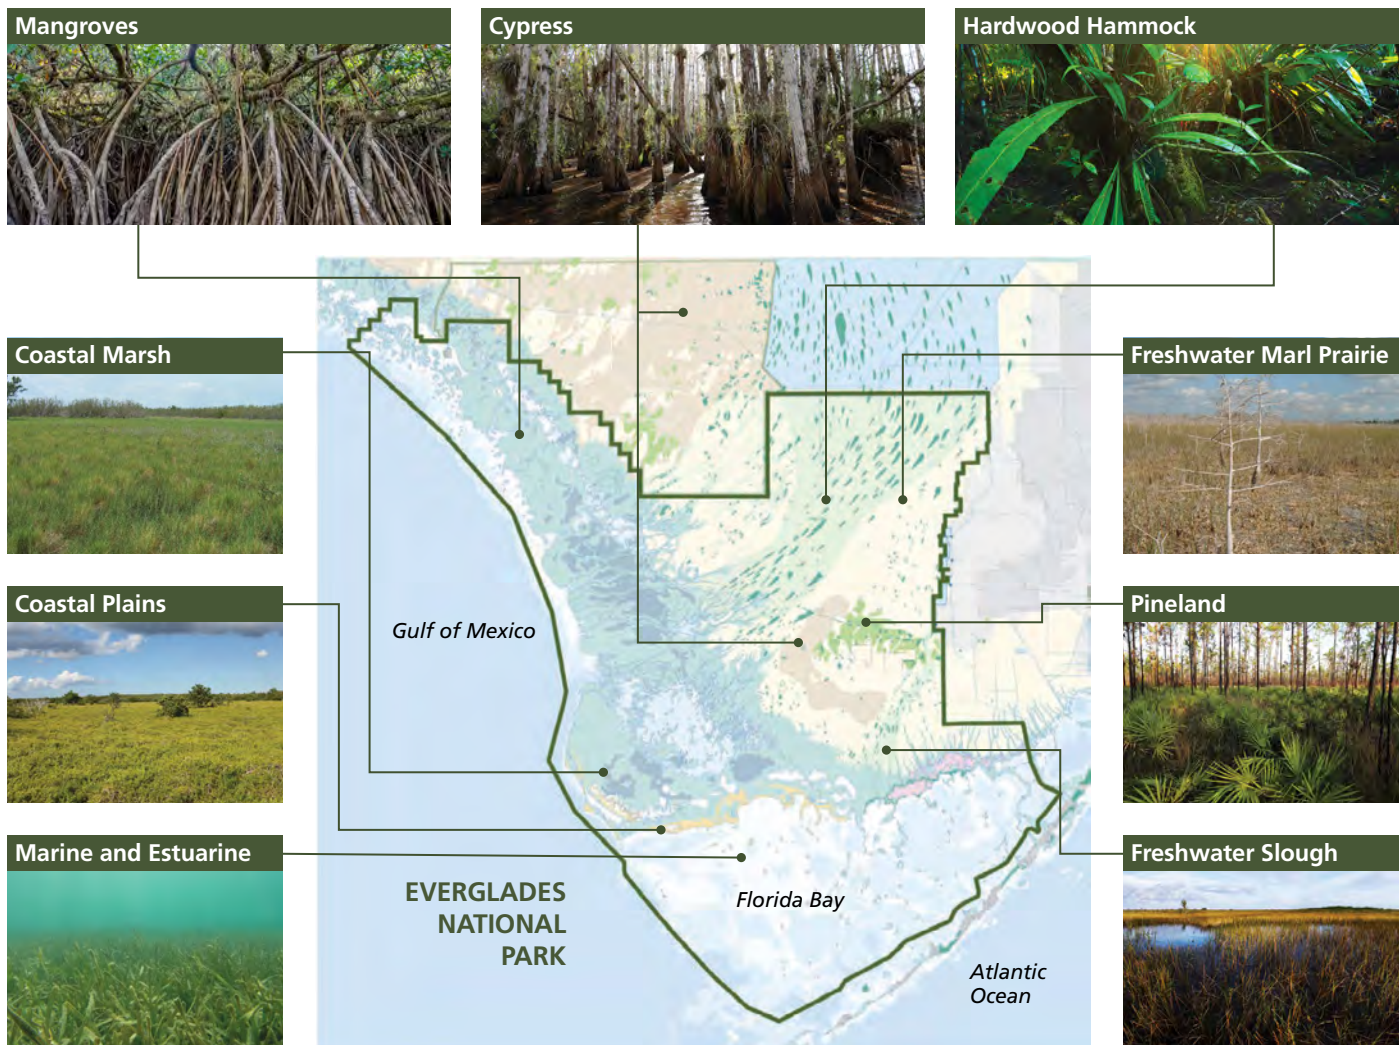 Mangroves
Cypress
Hardwood Hammock
Coastal Marsh
Freshwater Marl Prairie
Coastal Plains
Pineland
Gulf of Mexico
Marine and Estuarine
Freshwater Slough
EVERGLADES
NATIONAL
PARK
Florida Bay
Atlantic
Ocean